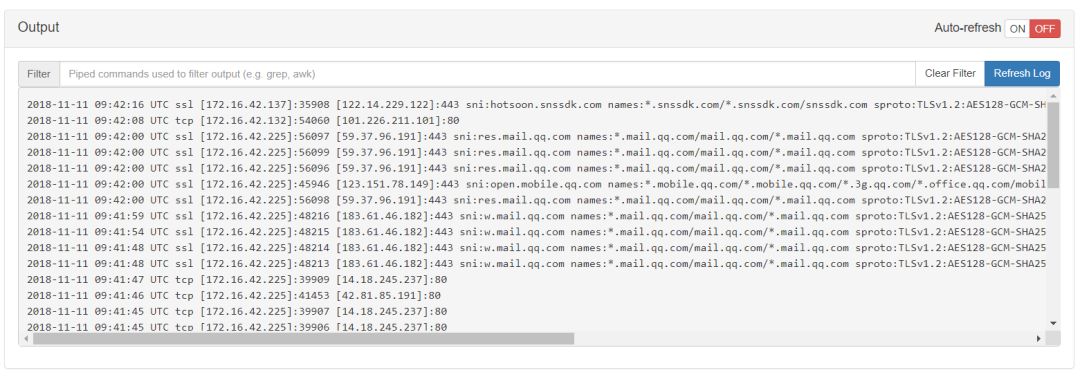 Output
Auto-refresh ON OFF
Filter Piped commands used to filter output (e.g. grep, awk) Clear Filter Refresh Log
2018-11-11 09:42:16 UTC ssl [172.16.42.137]:35908 [122.14.229.122]:443 sni:hotsoon.snssdk.com names:*.snssdk.com/*.snssdk.com/snssdk.com sproto:TLSv1.2:AES128-GCM-SH
2018-11-11 09:42:08 UTC tcp [172.16.42.132]:54060 [101.226.211.101]:80
2018-11-11 09:42:00 UTC ssl [172.16.42.225]:56097 [59.37.96.191]:443 sni:res.mail.qq.com names:*.mail.qq.com/mail.qq.com/*.mail.qq.com sproto:TLSv1.2:AES128-GCM-SHA2
2018-11-11 09:42:00 UTC ssl [172.16.42.225]:56099 [59.37.96.191]:443 sni:res.mail.qq.com names:*.mail.qq.com/mail.qq.com/*.mail.qq.com sproto:TLSv1.2:AES128-GCM-SHA2
2018-11-11 09:42:00 UTC ssl [172.16.42.225]:56096 [59.37.96.191]:443 sni:res.mail.qq.com names:*.mail.qq.com/mail.qq.com/*.mail.qq.com sproto:TLSv1.2:AES128-GCM-SHA2
2018-11-11 09:42:00 UTC ssl [172.16.42.225]:45946 [123.151.78.149]:443 sni:open.mobile.qq.com names:*.mobile.qq.com/*.mobile.qq.com/*.3g.qq.com/*.office.qq.com/mobil
2018-11-11 09:42:00 UTC ssl [172.16.42.225]:56098 [59.37.96.191]:443 sni:res.mail.qq.com names:*.mail.qq.com/mail.qq.com/*.mail.qq.com sproto:TLSv1.2:AES128-GCM-SHA2
2018-11-11 09:41:59 UTC ssl [172.16.42.225]:48216 [183.61.46.182]:443 sni:w.mail.qq.com names:*.mail.qq.com/mail.qq.com/*.mail.qq.com sproto:TLSv1.2:AES128-GCM-SHA25
2018-11-11 09:41:54 UTC ssl [172.16.42.225]:48215 [183.61.46.182]:443 sni:w.mail.qq.com names:*.mail.qq.com/mail.qq.com/*.mail.qq.com sproto:TLSv1.2:AES128-GCM-SHA25
2018-11-11 09:41:48 UTC ssl [172.16.42.225]:48214 [183.61.46.182]:443 sni:w.mail.qq.com names:*.mail.qq.com/mail.qq.com/*.mail.qq.com sproto:TLSv1.2:AES128-GCM-SHA25
2018-11-11 09:41:48 UTC ssl [172.16.42.225]:48213 [183.61.46.182]:443 sni:w.mail.qq.com names:*.mail.qq.com/mail.qq.com/*.mail.qq.com sproto:TLSv1.2:AES128-GCM-SHA25
2018-11-11 09:41:47 UTC tcp [172.16.42.225]:39909 [14.18.245.237]:80
2018-11-11 09:41:46 UTC tcp [172.16.42.225]:41453 [42.81.85.191]:80
2018-11-11 09:41:45 UTC tcp [172.16.42.225]:39907 [14.18.245.237]:80
2018-11-11 09:41:45 UTC tcp [172.16.42.225]:39906 [14.18.245.237]:80